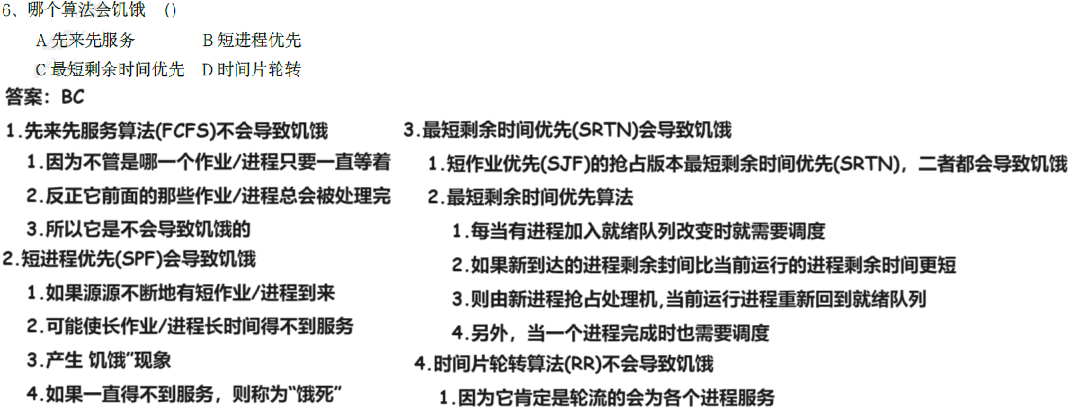 6、哪个算法会饥饿 （）
A 先来先服务 B 短进程优先
C 最短剩余时间优先 D 时间片轮转
答案：BC
1.先来先服务算法(FCFS)不会导致饥饿
1.因为不管是哪一个作业/进程只要一直等着
2.反正它前面的那些作业/进程总会被处理完
3.所以它是不会导致饥饿的
2.短进程优先(SPF)会导致饥饿
1.如果源源不断地有短作业/进程到来
2.可能使长作业/进程长时间得不到服务
3.产生 饥饿”现象
4.如果一直得不到服务，则称为“饿死”
3.最短剩余时间优先(SRTN)会导致饥饿
1.短作业优先(SJF)的抢占版本最短剩余时间优先(SRTN)，二者都会导致饥饿
2.最短剩余时间优先算法
1.每当有进程加入就绪队列改变时就需要调度
2.如果新到达的进程剩余封间比当前运行的进程剩余时间更短
3.则由新进程抢占处理机,当前运行进程重新回到就绪队列
4.另外，当一个进程完成时也需要调度
4.时间片轮转算法(RR)不会导致饥饿
1.因为它肯定是轮流的会为各个进程服务